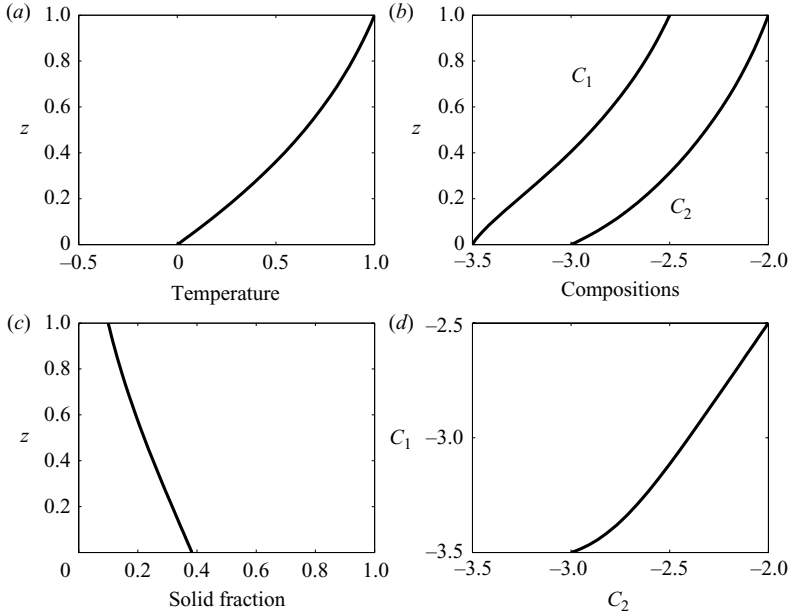 (a)
1.0
0.8
0.6
z
0.4
0.2
0
−0.5 0 0.5 1.0
Temperature
(b)
1.0
0.8
C1
0.6
z
0.4
0.2
C2
0
−3.5 −3.0 −2.5 −2.0
Compositions
(c)
1.0
0.8
0.6
z
0.4
0.2
0 0.2 0.4 0.6 0.8 1.0
Solid fraction
(d)
−2.5
C1
−3.0
−3.5
−3.5 −3.0 −2.5 −2.0
C2